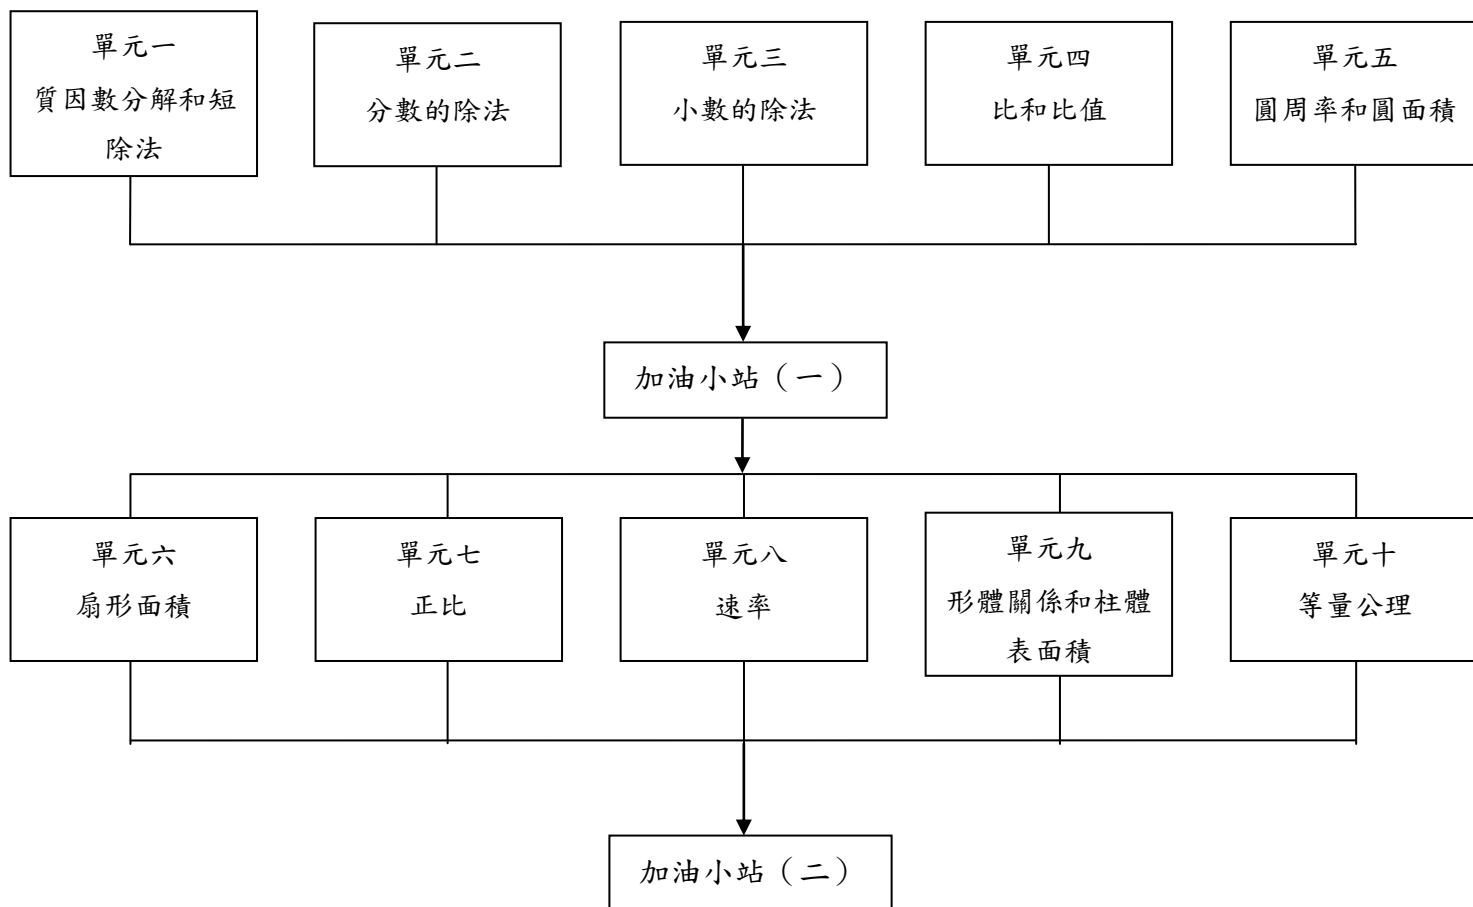 單元一
質因數分解和短
除法
單元二
分數的除法
單元三
小數的除法
單元四
比和比值
單元五
圓周率和圓面積
加油小站（一）
單元六
扇形面積
單元七
正比
單元八
速率
單元九
形體關係和柱體
表面積
單元十
等量公理
加油小站（二）